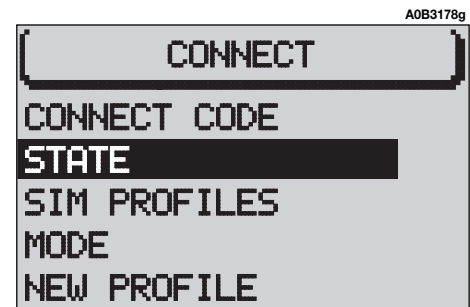 A0B3178g
CONNECT
CONNECT CODE
STATE
SIM PROFILES
MODE
NEW PROFILE